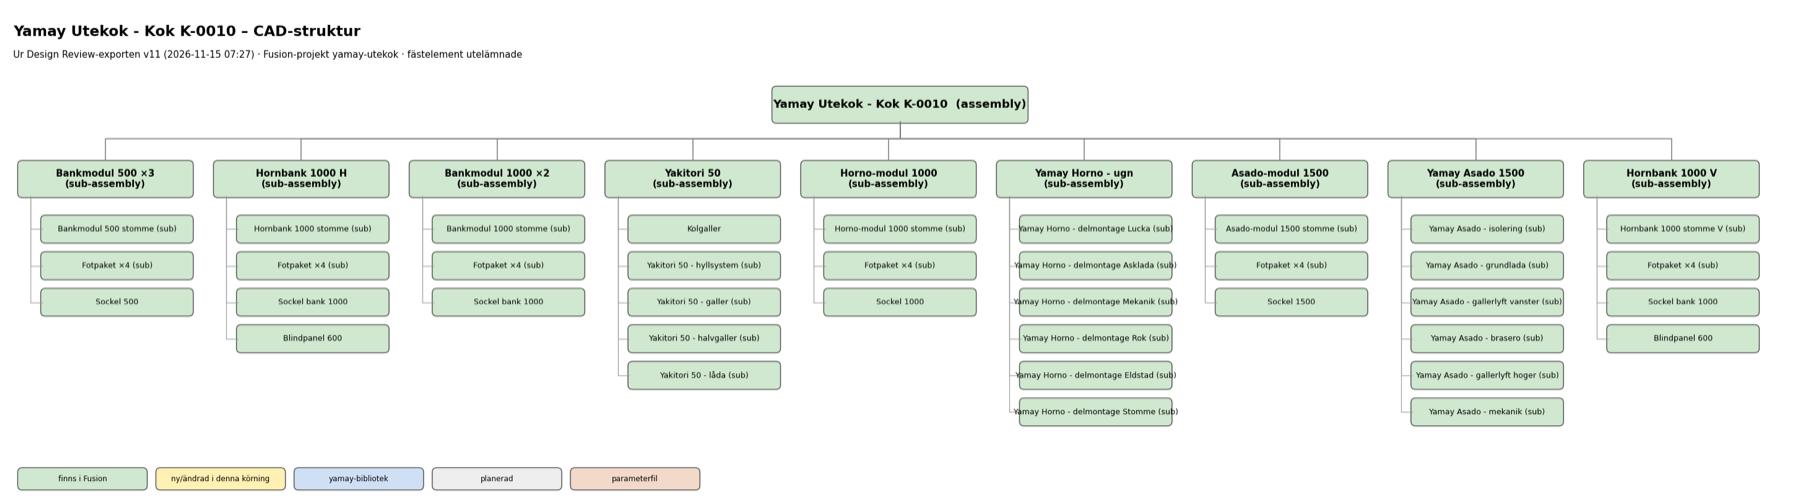 Yamay Utekok - Kok K-0010 – CAD-struktur
Ur Design Review-exporten v11 (2026-11-15 07:27) · Fusion-projekt yamay-utekok · fästelement utelämnade
Yamay Utekok - Kok K-0010  (assembly)
Bankmodul 500 ×3
(sub-assembly)
Bankmodul 500 stomme (sub)
Fotpaket ×4 (sub)
Sockel 500
Hornbank 1000 H
(sub-assembly)
Hornbank 1000 stomme (sub)
Fotpaket ×4 (sub)
Sockel bank 1000
Blindpanel 600
Bankmodul 1000 ×2
(sub-assembly)
Bankmodul 1000 stomme (sub)
Fotpaket ×4 (sub)
Sockel bank 1000
Yakitori 50
(sub-assembly)
Kolgaller
Yakitori 50 - hyllsystem (sub)
Yakitori 50 - galler (sub)
Yakitori 50 - halvgaller (sub)
Yakitori 50 - låda (sub)
Horno-modul 1000
(sub-assembly)
Horno-modul 1000 stomme (sub)
Fotpaket ×4 (sub)
Sockel 1000
Yamay Horno - ugn
(sub-assembly)
Yamay Horno - delmontage Lucka (sub)
Yamay Horno - delmontage Asklada (sub)
Yamay Horno - delmontage Mekanik (sub)
Yamay Horno - delmontage Rok (sub)
Yamay Horno - delmontage Eldstad (sub)
Yamay Horno - delmontage Stomme (sub)
Asado-modul 1500
(sub-assembly)
Asado-modul 1500 stomme (sub)
Fotpaket ×4 (sub)
Sockel 1500
Yamay Asado 1500
(sub-assembly)
Yamay Asado - isolering (sub)
Yamay Asado - grundlada (sub)
Yamay Asado - gallerlyft vanster (sub)
Yamay Asado - brasero (sub)
Yamay Asado - gallerlyft hoger (sub)
Yamay Asado - mekanik (sub)
Hornbank 1000 V
(sub-assembly)
Hornbank 1000 stomme V (sub)
Fotpaket ×4 (sub)
Sockel bank 1000
Blindpanel 600
finns i Fusion
ny/ändrad i denna körning
yamay-bibliotek
planerad
parameterfil